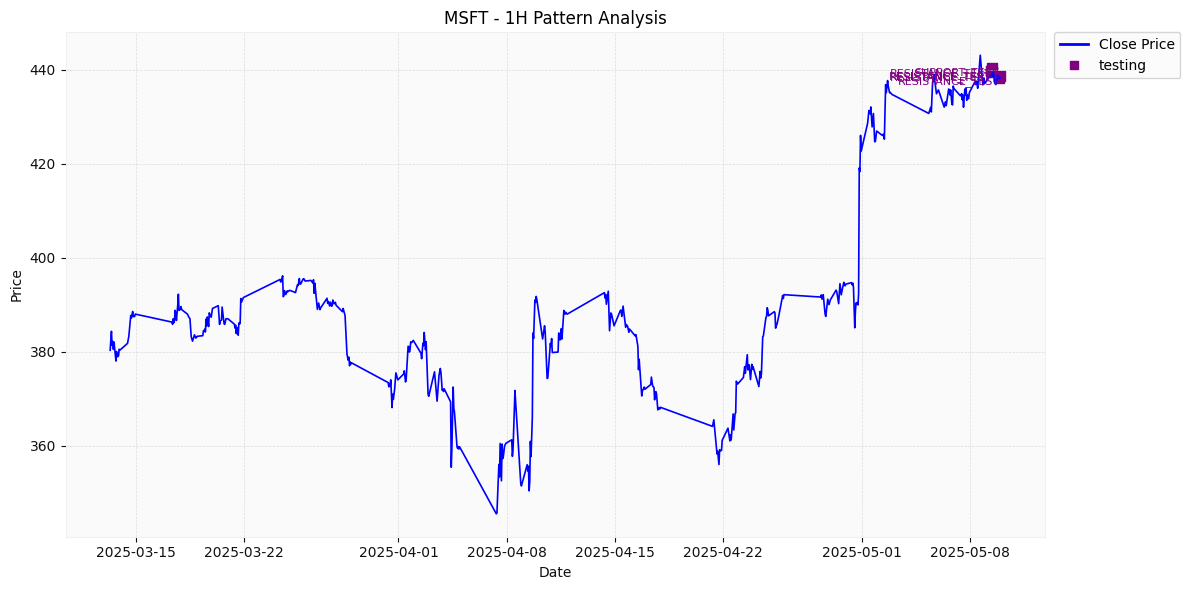 MSFT - 1H Pattern Analysis
Close Price
testing
RESISTANCE_TEST
Price
440
420
400
380
360
2025-03-15
2025-03-22
2025-04-01
2025-04-08
2025-04-15
2025-04-22
2025-05-01
2025-05-08
Date